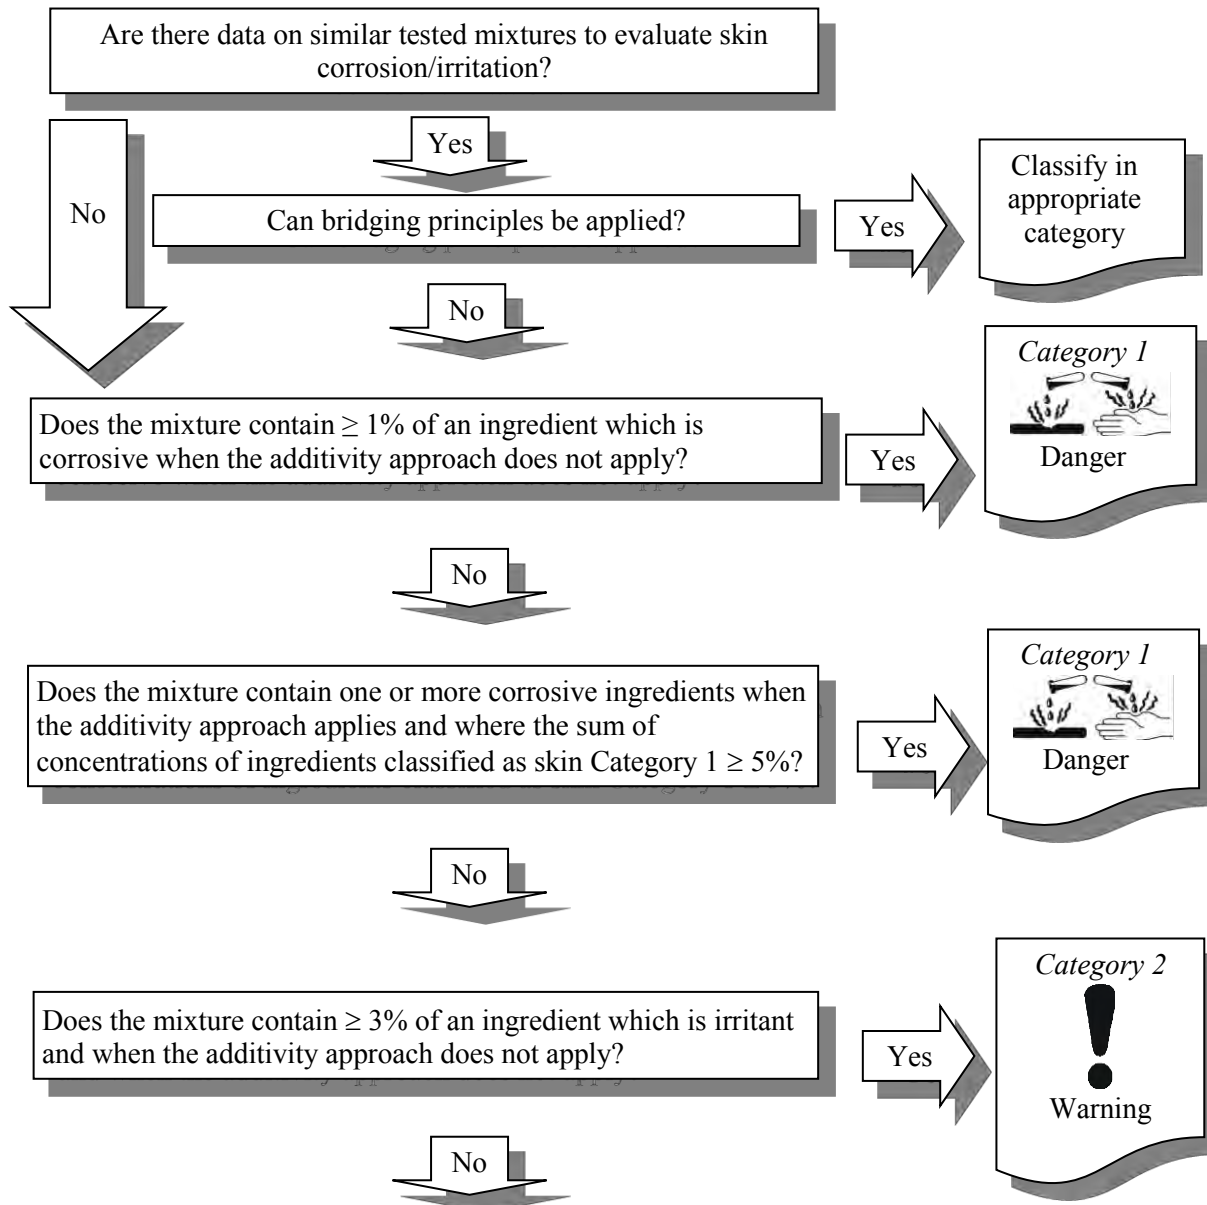 Are there data on similar tested mixtures to evaluate skin
corrosion/irritation?
Yes
No
Can bridging principles be applied?
Yes
Classify in
appropriate
category
No
Does the mixture contain ≥ 1% of an ingredient which is
corrosive when the additivity approach does not apply?
Yes
Category 1
Danger
No
Does the mixture contain one or more corrosive ingredients when
the additivity approach applies and where the sum of
concentrations of ingredients classified as skin Category 1 ≥ 5%?
Yes
Category 1
Danger
No
Does the mixture contain ≥ 3% of an ingredient which is irritant
and when the additivity approach does not apply?
Yes
Category 2
Warning
No